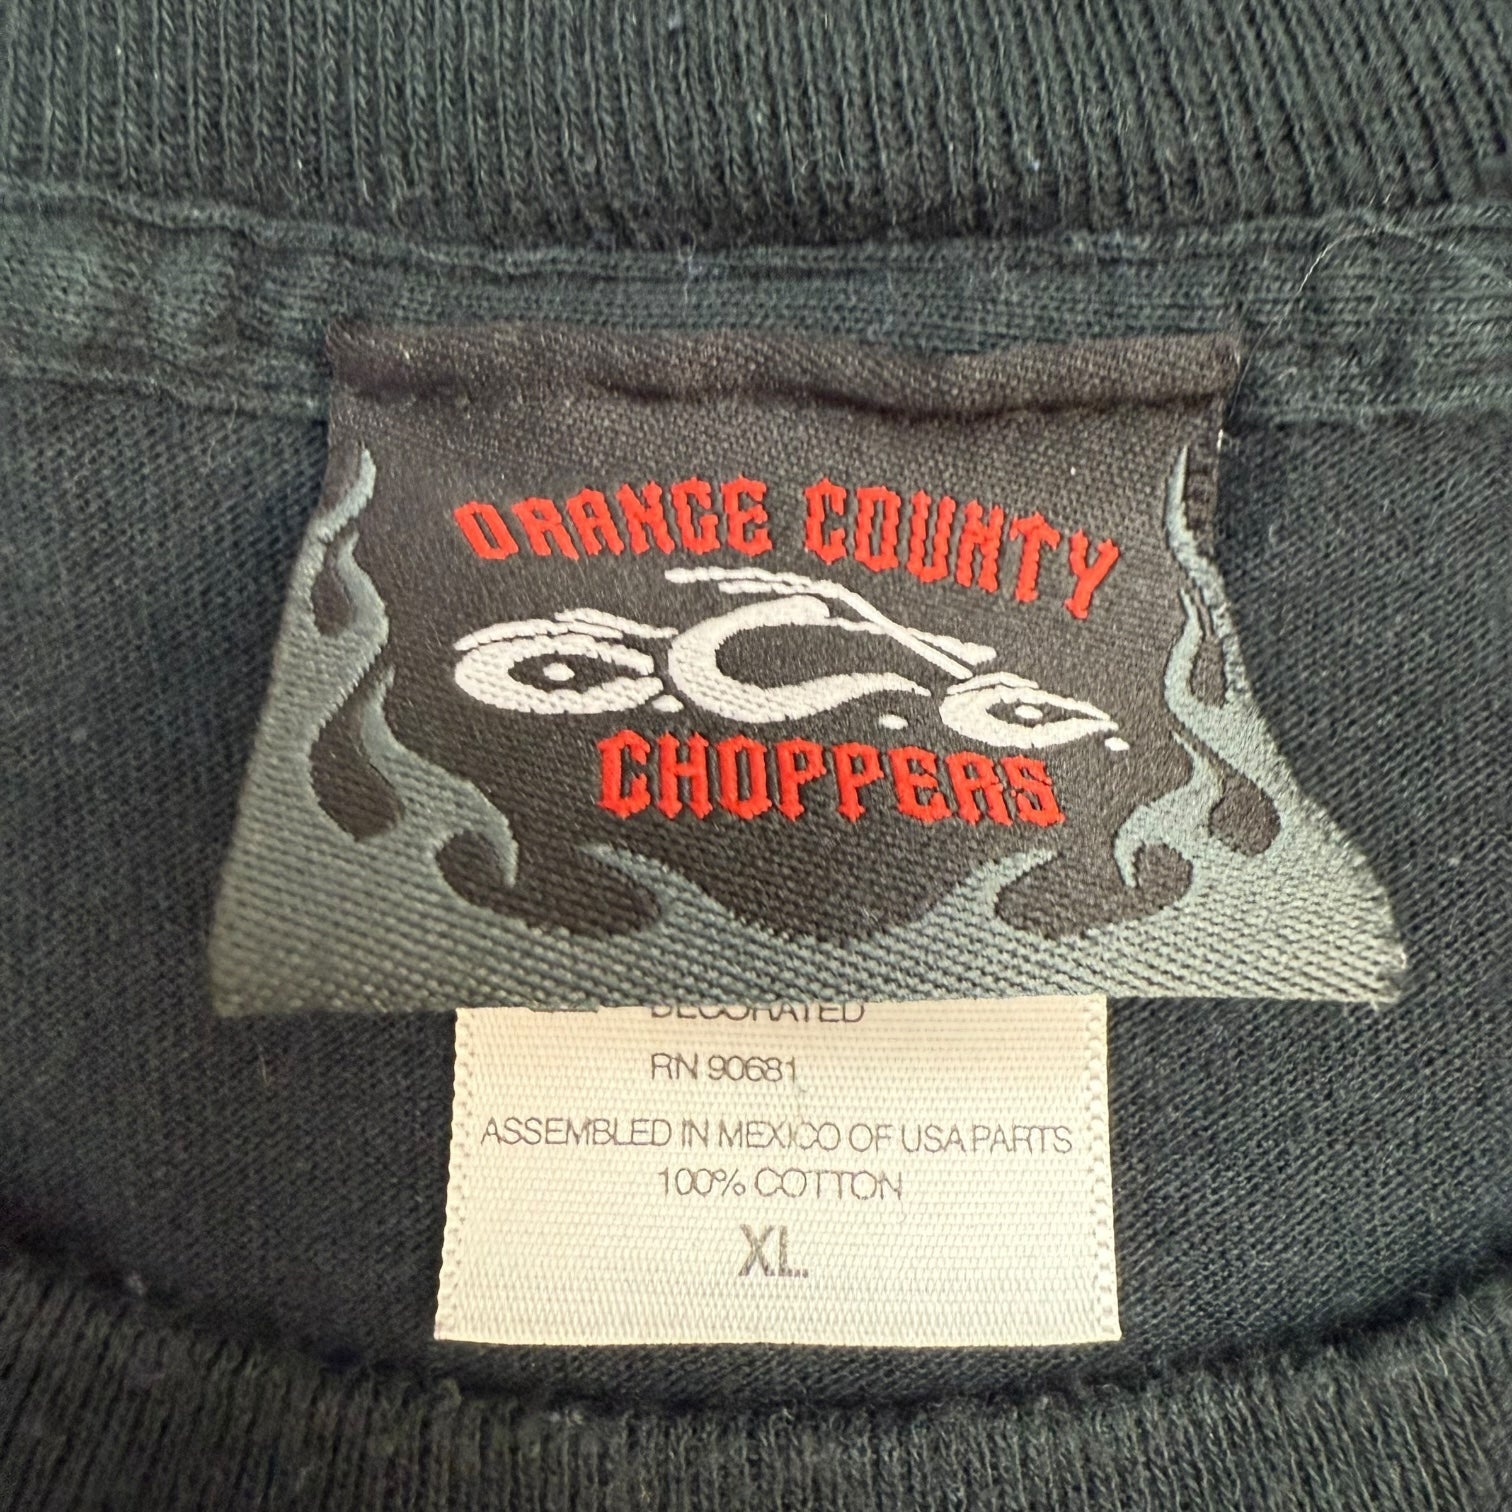 ORANGE COUNTY
CHOPPERS
DECORATED
RN 90681
ASSEMBLED IN MEXICO OF USA PARTS
100% COTTON
XL